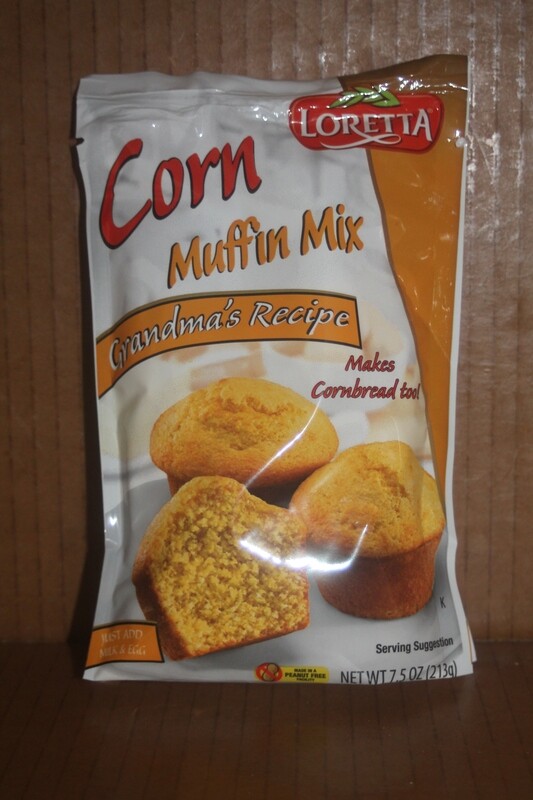 LORETTA
Corn
Muffin Mix
Grandma's Recipe
Makes
Cornbread too!
K
JUST ADD
MILK & EGG
Serving Suggestion
MADE IN A
PEANUT FREE
FACILITY
NET WT 7.5 OZ (213g)